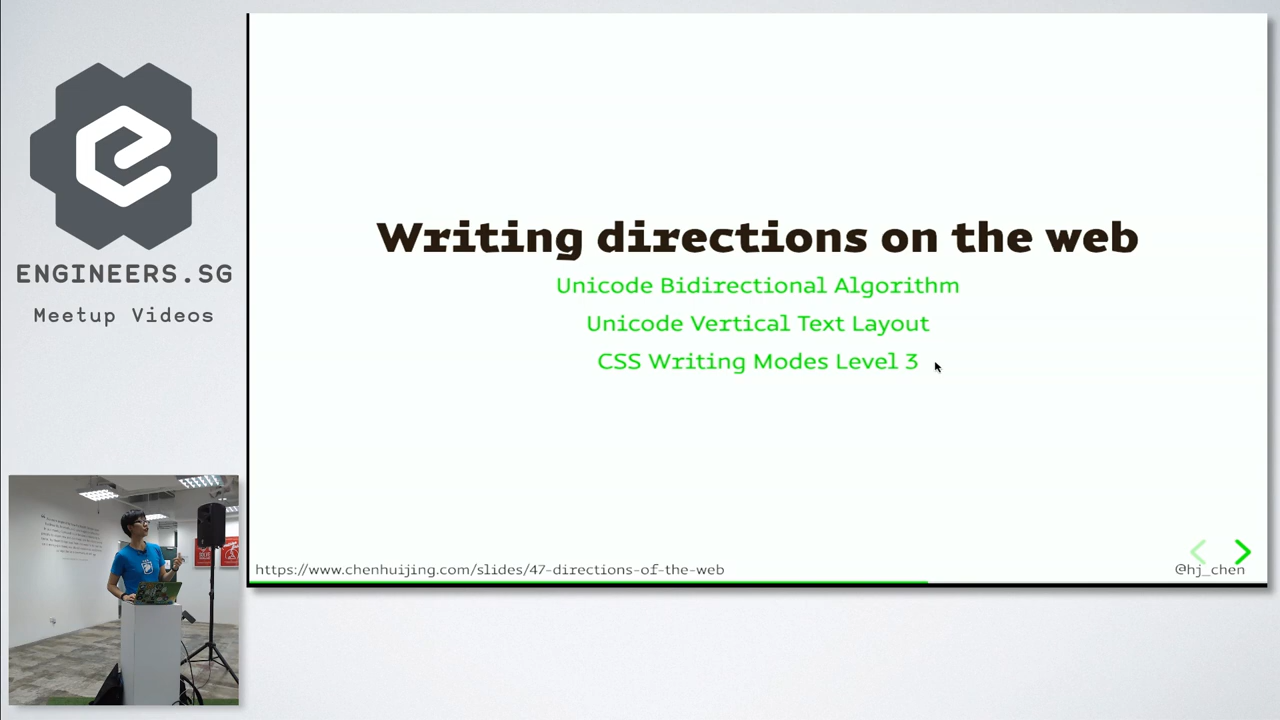 ENGINEERS.SG
Meetup Videos
Writing directions on the web
Unicode Bidirectional Algorithm
Unicode Vertical Text Layout
CSS Writing Modes Level 3
https://www.chenhuijing.com/slides/47-directions-of-the-web
@hj_chen